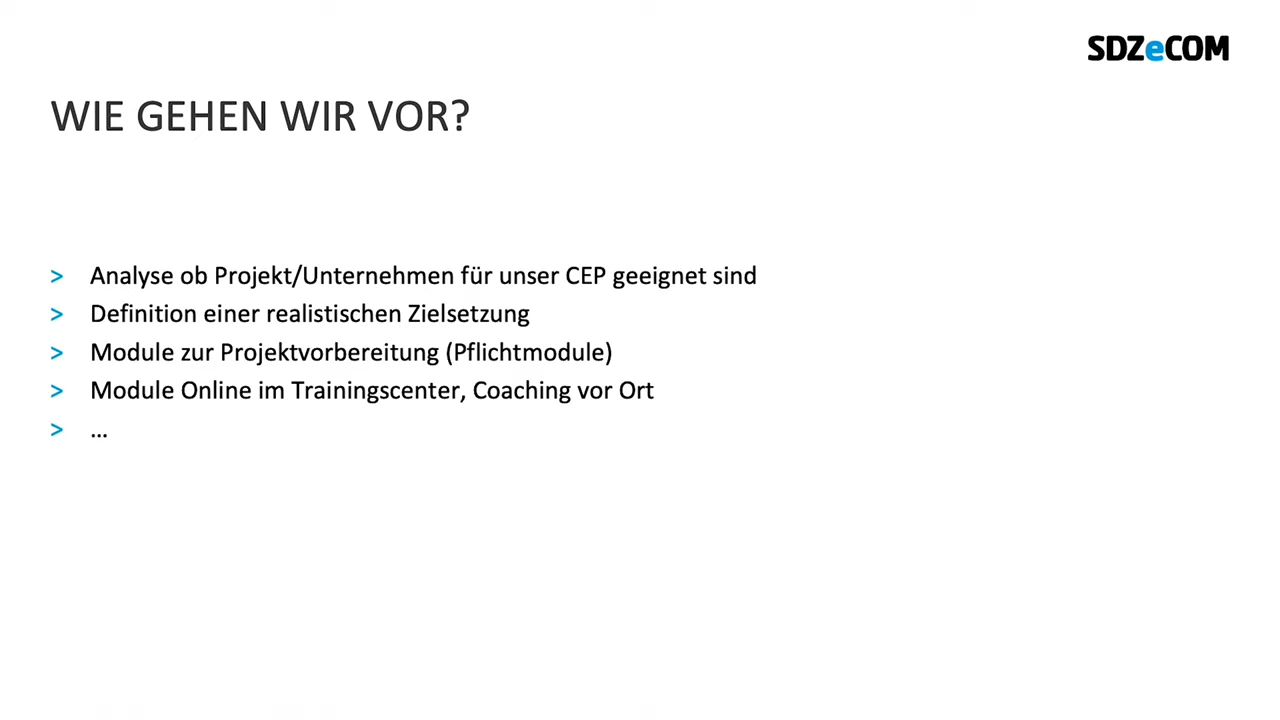 SDZeCOM
WIE GEHEN WIR VOR?
> Analyse ob Projekt/Unternehmen für unser CEP geeignet sind
> Definition einer realistischen Zielsetzung
> Module zur Projektvorbereitung (Pflichtmodule)
> Module Online im Trainingscenter, Coaching vor Ort
> ...